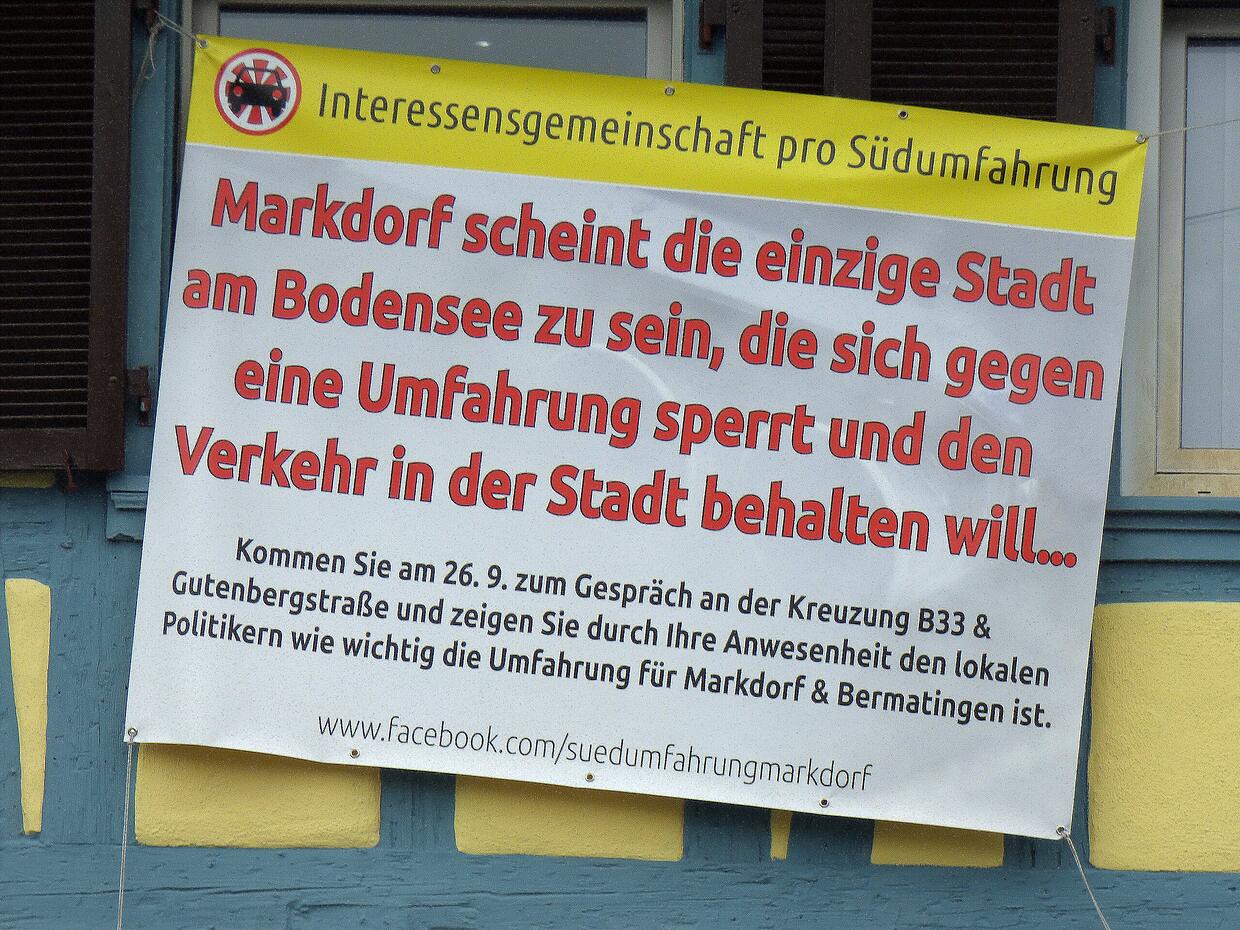 Interessensgemeinschaft pro Südumfahrung
Markdorf scheint die einzige Stadt
am Bodensee zu sein, die sich gegen
eine Umfahrung sperrt und den
Verkehr in der Stadt behalten will...
Kommen Sie am 26. 9. zum Gespräch an der Kreuzung B33 &
Gutenbergstraße und zeigen Sie durch Ihre Anwesenheit den lokalen
Politikern wie wichtig die Umfahrung für Markdorf & Bermatingen ist.
www.facebook.com/suedumfahrungmarkdorf